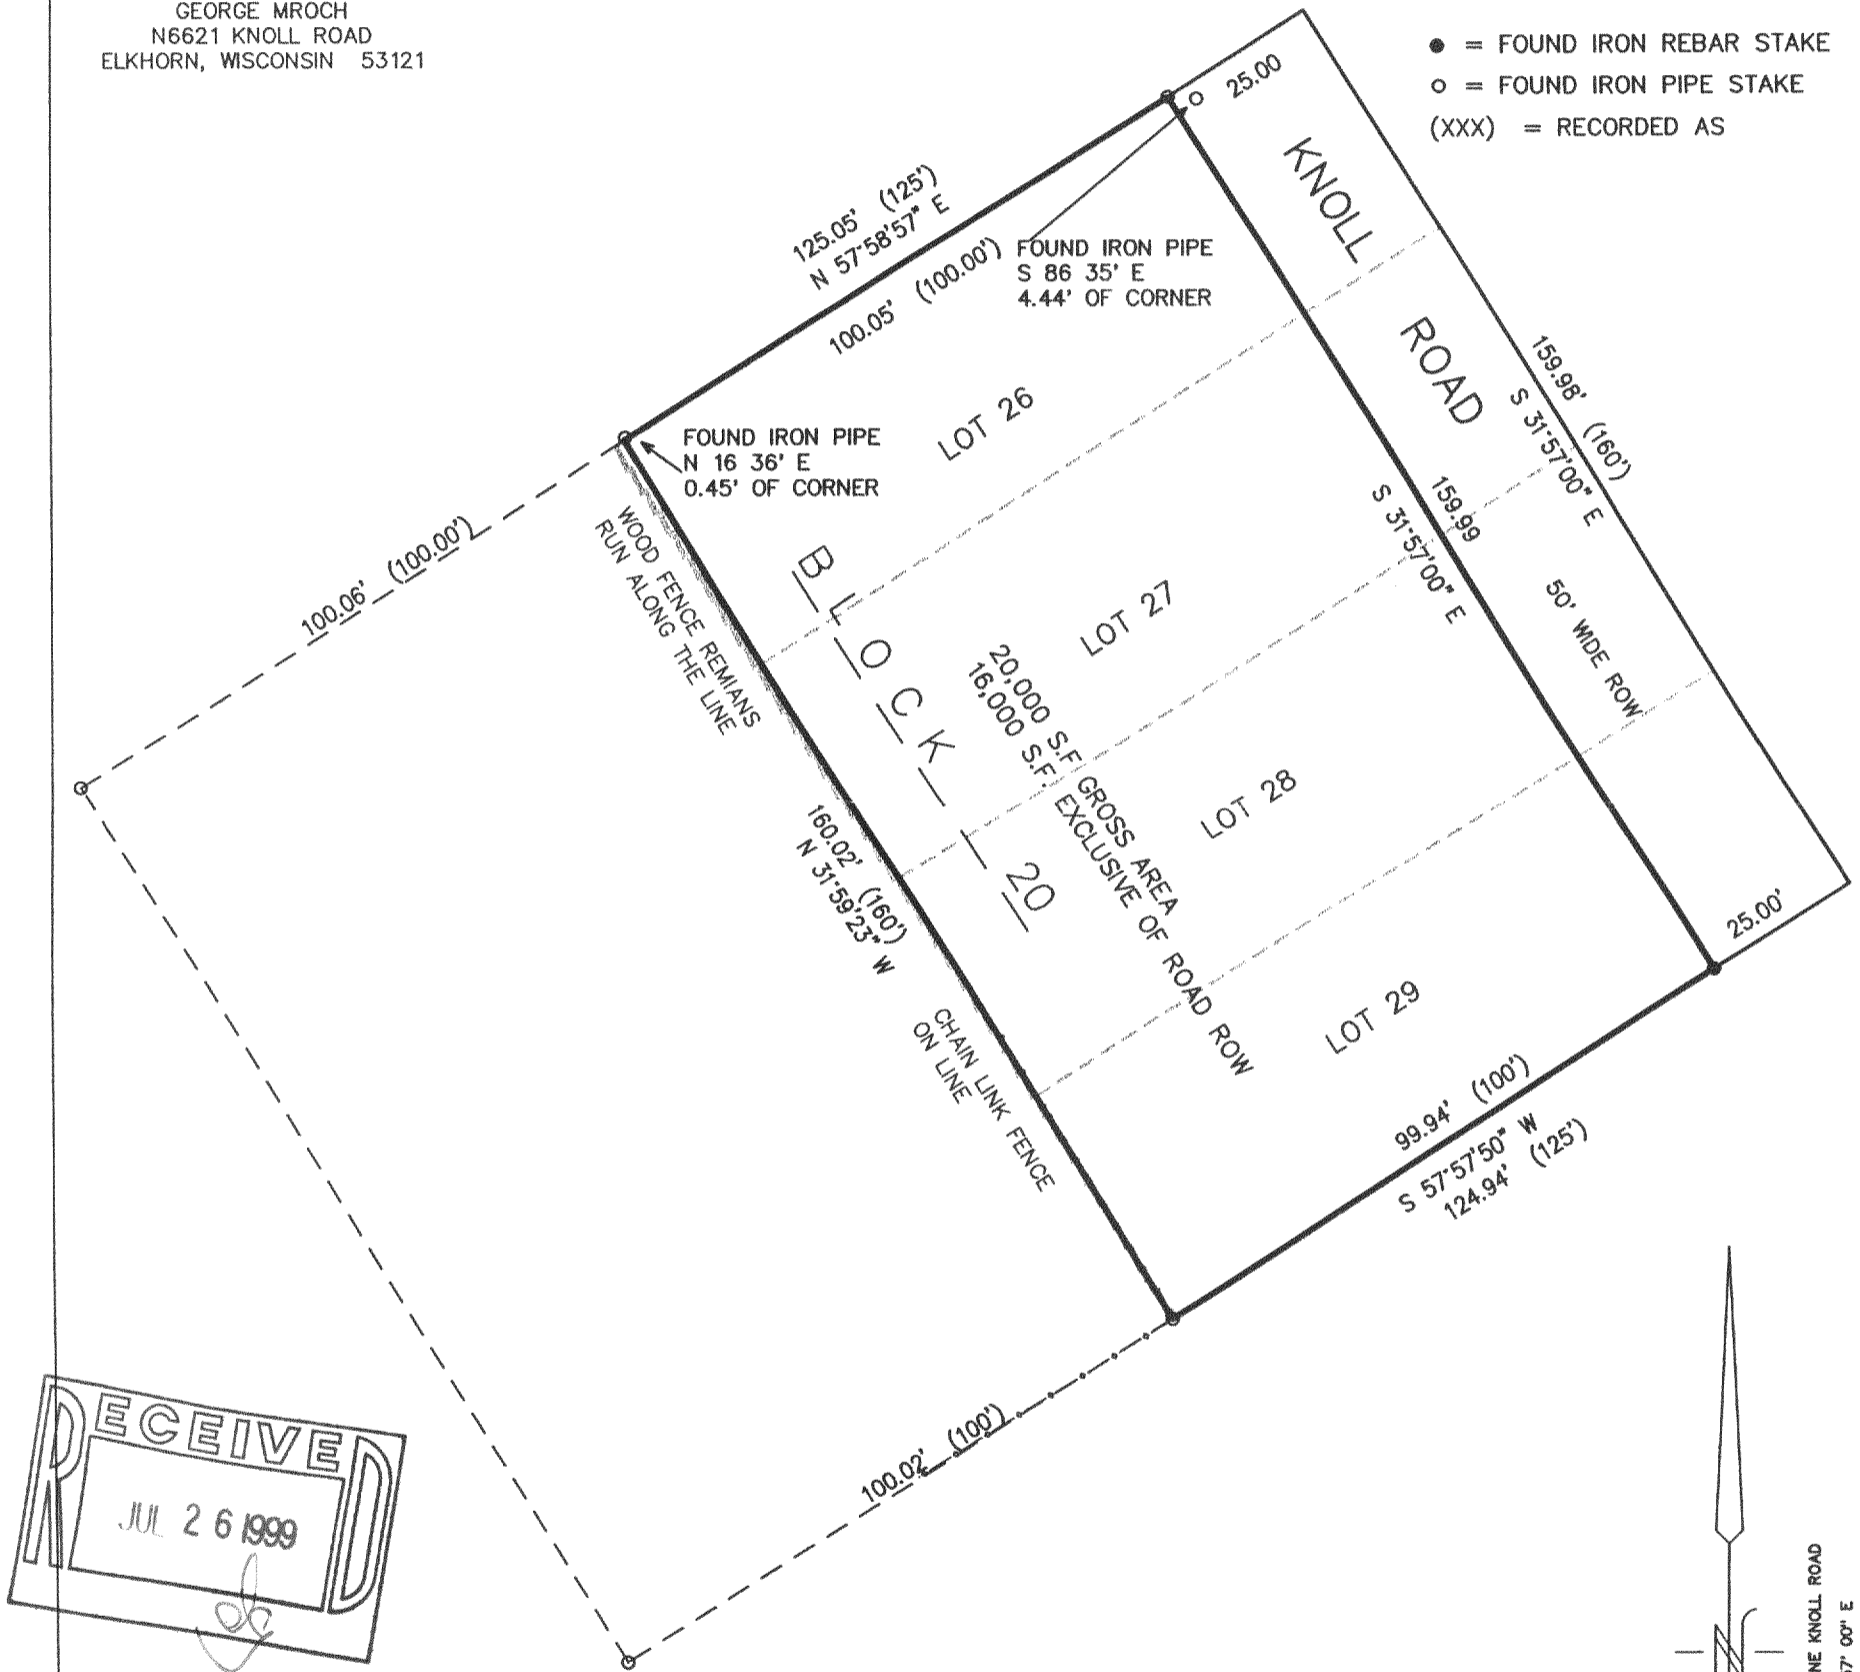 GEORGE MROCH
N6621 KNOLL ROAD
ELKHORN, WISCONSIN 53121
● = FOUND IRON REBAR STAKE
○ = FOUND IRON PIPE STAKE
(XXX) = RECORDED AS
25.00
KNOLL
ROAD
125.05' (125')
N 57°58'57" E
100.05' (100.00')
FOUND IRON PIPE
S 86 35' E
4.44' OF CORNER
159.98' (160')
S 31°57'00" E
159.99
S 31°57'00" E
50' WIDE ROW
LOT 26
FOUND IRON PIPE
N 16 36' E
0.45' OF CORNER
100.06' (100.00')
WOOD FENCE REMIANS
RUN ALONG THE LINE
BLOCK 20
LOT 27
20,000 S.F GROSS AREA
16,000 S.F. EXCLUSIVE OF ROAD ROW
LOT 28
160.02' (160')
N 31°59'23" W
25.00'
LOT 29
CHAIN LINK FENCE
ON LINE
99.94' (100')
S 57°57'50" W
124.94' (125')
100.02' (100')
RECEIVED
JUL 26 1999
NE KNOLL ROAD
57' 00" E
N